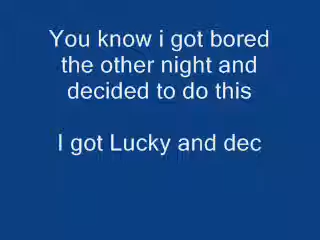 You know i got bored
the other night and
decided to do this
I got Lucky and dec